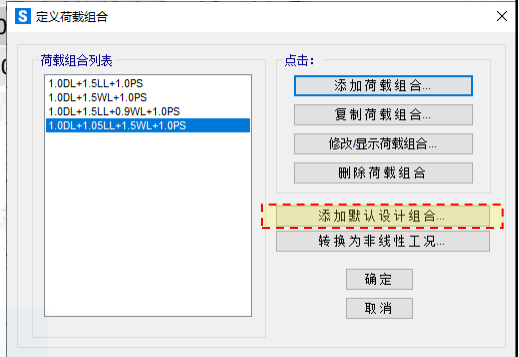 S 定义荷载组合
荷载组合列表
1.0DL+1.5LL+1.0PS
1.0DL+1.5WL+1.0PS
1.0DL+1.5LL+0.9WL+1.0PS
1.0DL+1.05LL+1.5WL+1.0PS
点击：
添加荷载组合...
复制荷载组合...
修改/显示荷载组合...
删除荷载组合
添加默认设计组合...
转换为非线性工况...
确定
取消